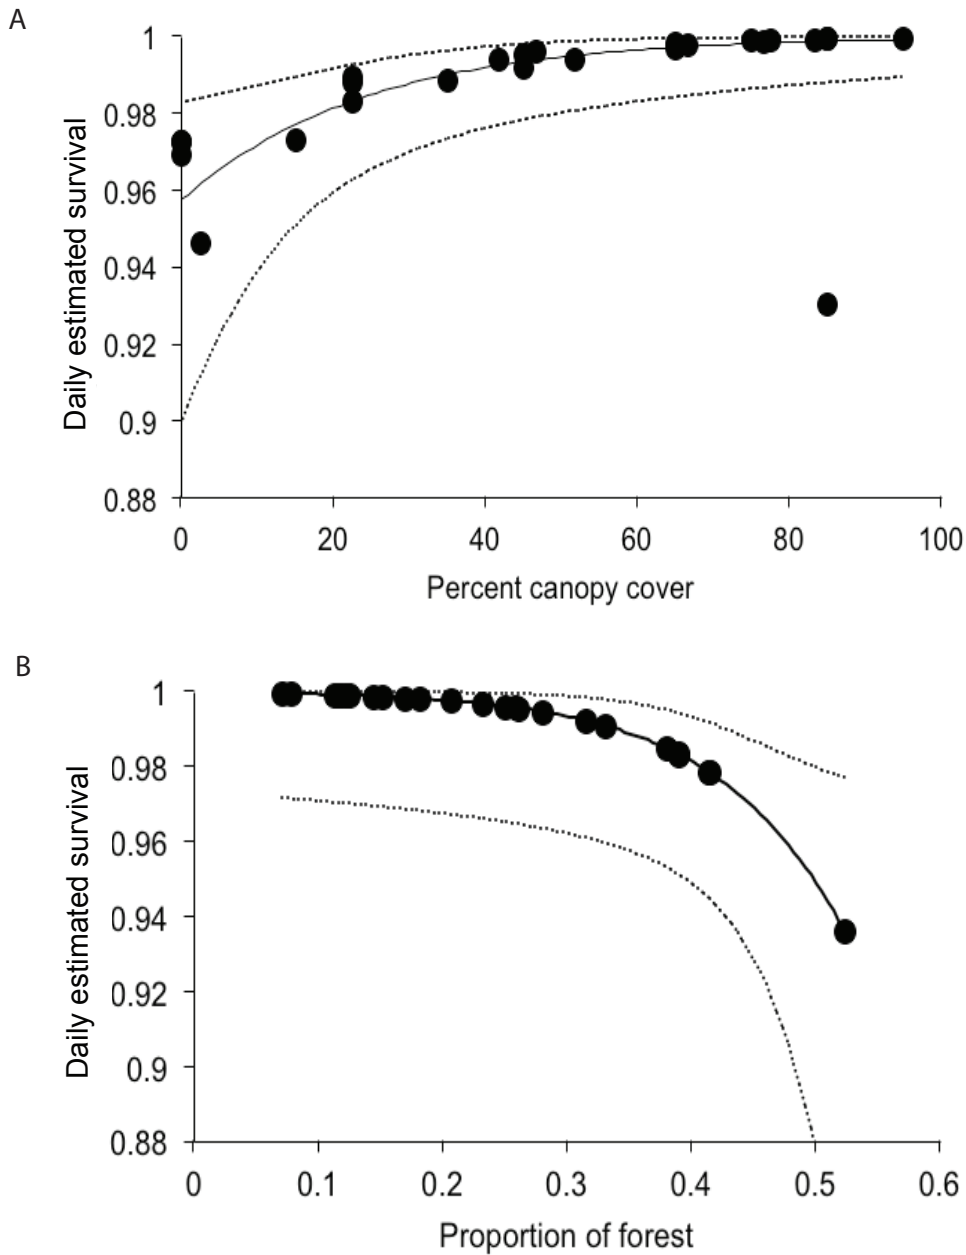 A
1
0.98
0.96
0.94
0.92
0.9
0.88
Daily estimated survival
0 20 40 60 80 100
Percent canopy cover
B
1
0.98
0.96
0.94
0.92
0.9
0.88
Daily estimated survival
0 0.1 0.2 0.3 0.4 0.5 0.6
Proportion of forest